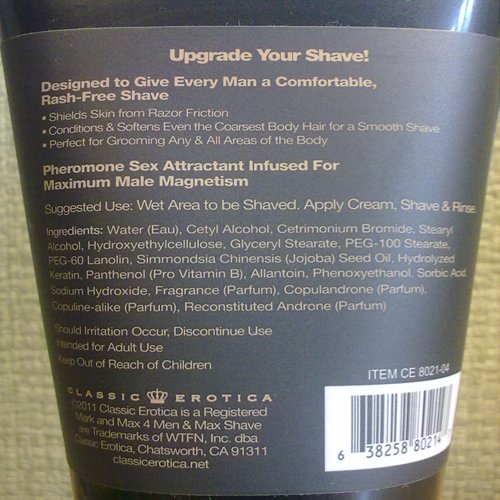 Upgrade Your Shave!
Designed to Give Every Man a Comfortable,
Rash-Free Shave
• Shields Skin from Razor Friction
• Conditions & Softens Even the Coarsest Body Hair for a Smooth Shave
• Perfect for Grooming Any & All Areas of the Body
Pheromone Sex Attractant Infused For
Maximum Male Magnetism
Suggested Use: Wet Area to be Shaved. Apply Cream, Shave & Rinse.
Ingredients: Water (Eau), Cetyl Alcohol, Cetrimonium Bromide, Stearyl
Alcohol, Hydroxyethylcellulose, Glyceryl Stearate, PEG-100 Stearate,
PEG-60 Lanolin, Simmondsia Chinensis (Jojoba) Seed Oil, Hydrolyzed
Keratin, Panthenol (Pro Vitamin B), Allantoin, Phenoxyethanol, Sorbic Acid,
Sodium Hydroxide, Fragrance (Parfum), Copulandrone (Parfum),
Copuline-alike (Parfum), Reconstituted Androne (Parfum)
Should Irritation Occur, Discontinue Use
Intended for Adult Use
Keep Out of Reach of Children
ITEM CE 8021-04
CLASSIC EROTICA
©2011 Classic Erotica is a Registered
Mark and Max 4 Men & Max Shave
are Trademarks of WTFN, Inc. dba
Classic Erotica, Chatsworth, CA 91311
classicerotica.net
6 38258 80214